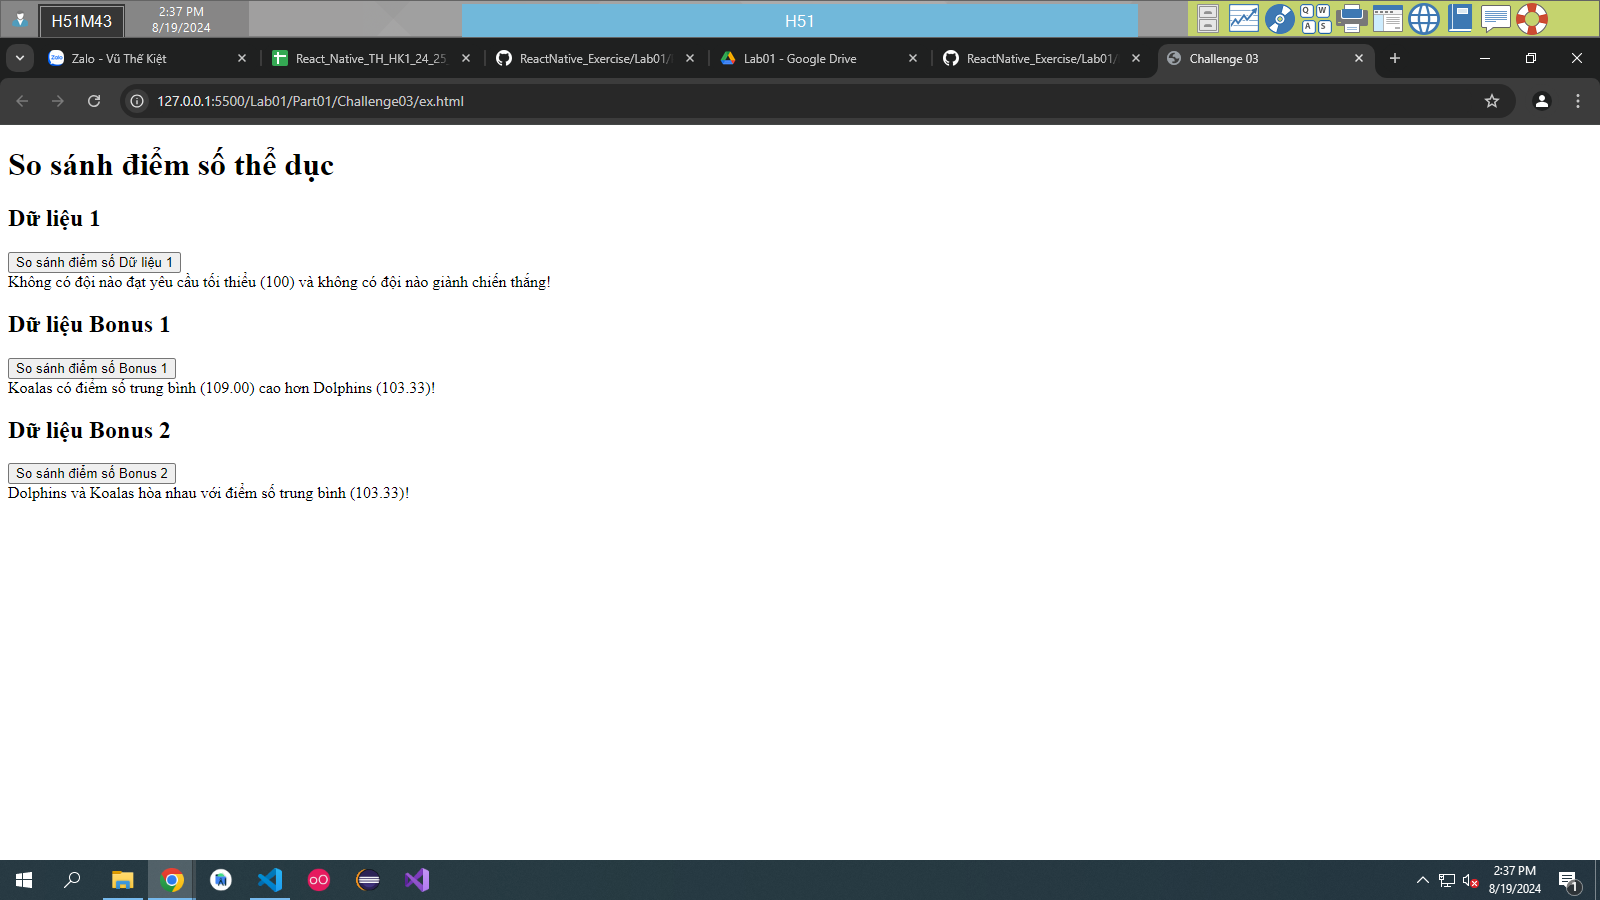 H51M43
2:37 PM
8/19/2024
H51
Q W
A S
Zalo - Vũ Thế Kiệt
React_Native_TH_HK1_24_25_
ReactNative_Exercise/Lab01/
Lab01 - Google Drive
ReactNative_Exercise/Lab01/
Challenge 03
127.0.0.1:5500/Lab01/Part01/Challenge03/ex.html
So sánh điểm số thể dục
Dữ liệu 1
So sánh điểm số Dữ liệu 1
Không có đội nào đạt yêu cầu tối thiểu (100) và không có đội nào giành chiến thắng!
Dữ liệu Bonus 1
So sánh điểm số Bonus 1
Koalas có điểm số trung bình (109.00) cao hơn Dolphins (103.33)!
Dữ liệu Bonus 2
So sánh điểm số Bonus 2
Dolphins và Koalas hòa nhau với điểm số trung bình (103.33)!
2:37 PM
8/19/2024
1